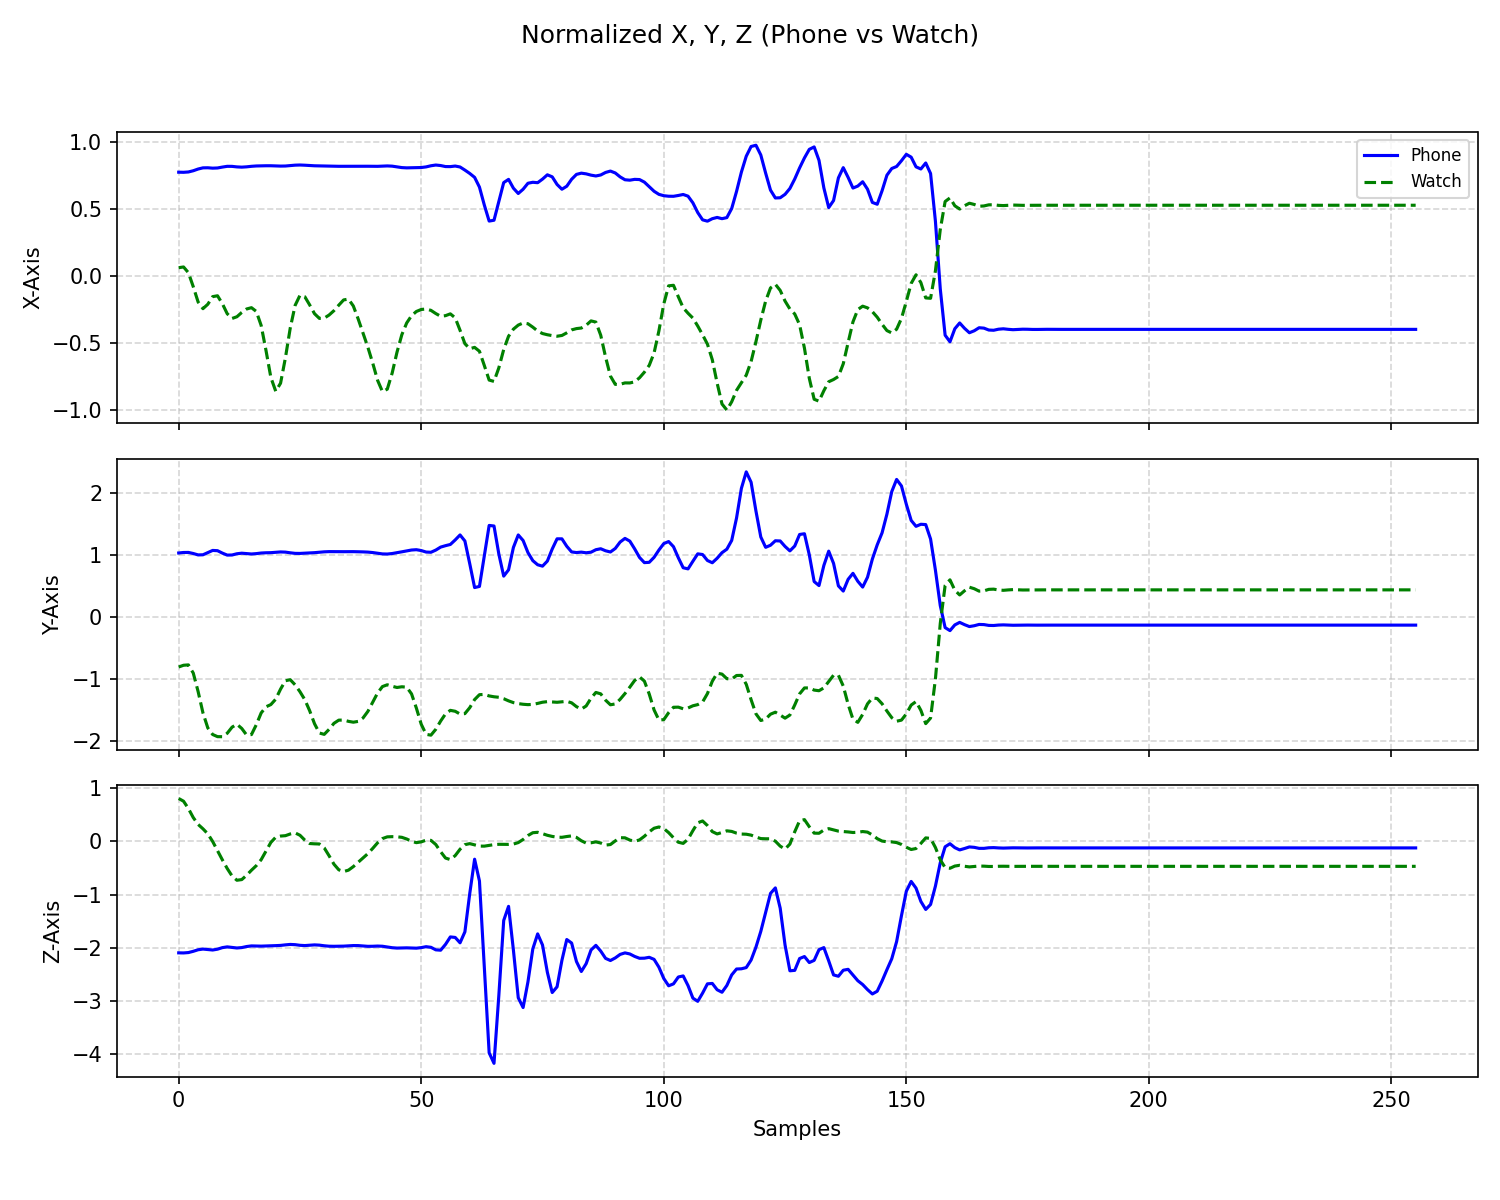 Normalized X, Y, Z (Phone vs Watch)
1.0
0.5
0.0
−0.5
−1.0
X-Axis
Phone
Watch
2
1
0
−1
−2
Y-Axis
1
0
−1
−2
−3
−4
Z-Axis
0 50 100 150 200 250
Samples